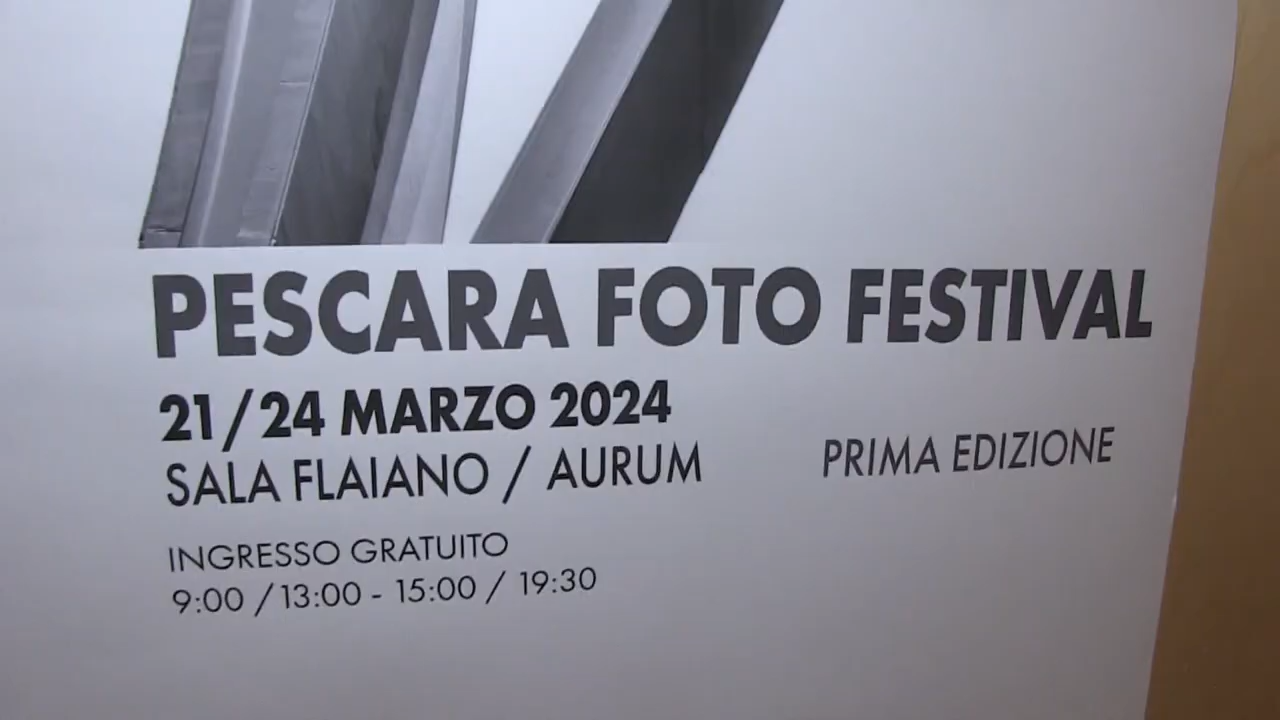 PESCARA FOTO FESTIVAL
21/24 MARZO 2024
SALA FLAIANO / AURUM
PRIMA EDIZIONE
INGRESSO GRATUITO
9:00 /13:00 - 15:00 / 19:30